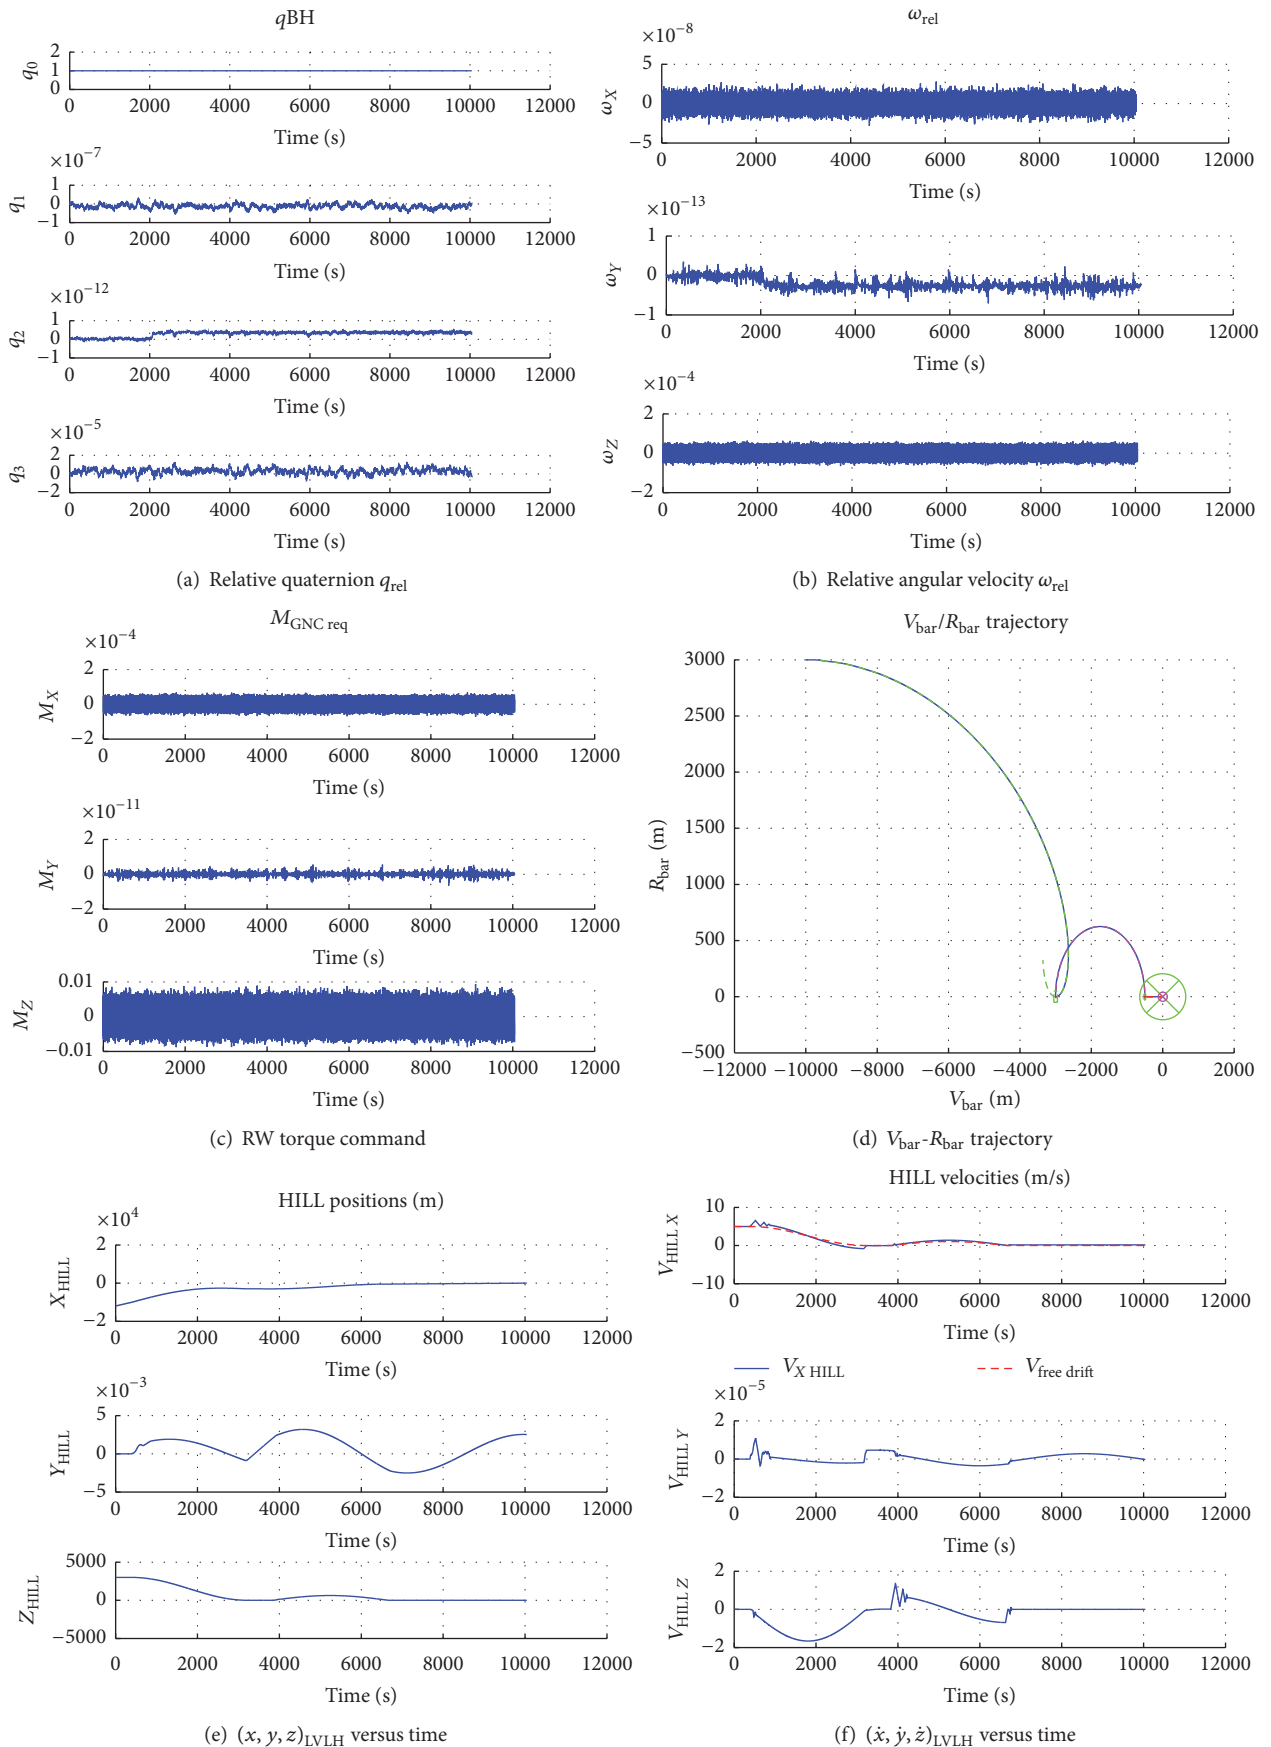 qBH
q0
2
1
0
0 2000 4000 6000 8000 10000 12000
Time (s)
×10−7
q1
1
0
−1
0 2000 4000 6000 8000 10000 12000
Time (s)
×10−12
q2
1
0
−1
0 2000 4000 6000 8000 10000 12000
Time (s)
×10−5
q3
2
0
−2
0 2000 4000 6000 8000 10000 12000
Time (s)
(a) Relative quaternion qrel
ωrel
×10−8
ωX
5
0
−5
0 2000 4000 6000 8000 10000 12000
Time (s)
×10−13
ωY
1
0
−1
0 2000 4000 6000 8000 10000 12000
Time (s)
×10−4
ωZ
2
0
−2
0 2000 4000 6000 8000 10000 12000
Time (s)
(b) Relative angular velocity ωrel
MGNC req
×10−4
MX
2
0
−2
0 2000 4000 6000 8000 10000 12000
Time (s)
×10−11
MY
2
0
−2
0 2000 4000 6000 8000 10000 12000
Time (s)
MZ
0.01
0
−0.01
0 2000 4000 6000 8000 10000 12000
Time (s)
(c) RW torque command
Vbar/Rbar trajectory
Rbar (m)
3000
2500
2000
1500
1000
500
0
−500
−12000 −10000 −8000 −6000 −4000 −2000 0 2000
Vbar (m)
(d) Vbar-Rbar trajectory
HILL positions (m)
×104
XHILL
2
0
−2
0 2000 4000 6000 8000 10000 12000
Time (s)
×10−3
YHILL
5
0
−5
0 2000 4000 6000 8000 10000 12000
Time (s)
ZHILL
5000
0
−5000
0 2000 4000 6000 8000 10000 12000
Time (s)
(e) (x, y, z)LVLH versus time
HILL velocities (m/s)
VHILL X
10
0
−10
0 2000 4000 6000 8000 10000 12000
Time (s)
VX HILL Vfree drift
×10−5
VHILL Y
2
0
−2
0 2000 4000 6000 8000 10000 12000
Time (s)
VHILL Z
2
0
−2
0 2000 4000 6000 8000 10000 12000
Time (s)
(f) (ẋ, ẏ, ż)LVLH versus time